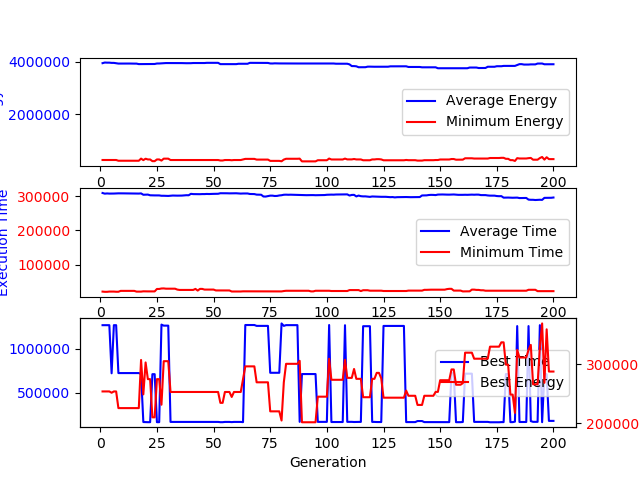 4000000
2000000
Average Energy
Minimum Energy
0 25 50 75 100 125 150 175 200
Execution Time
300000
200000
100000
Average Time
Minimum Time
0 25 50 75 100 125 150 175 200
1000000
500000
Best Time
Best Energy
300000
200000
0 25 50 75 100 125 150 175 200
Generation